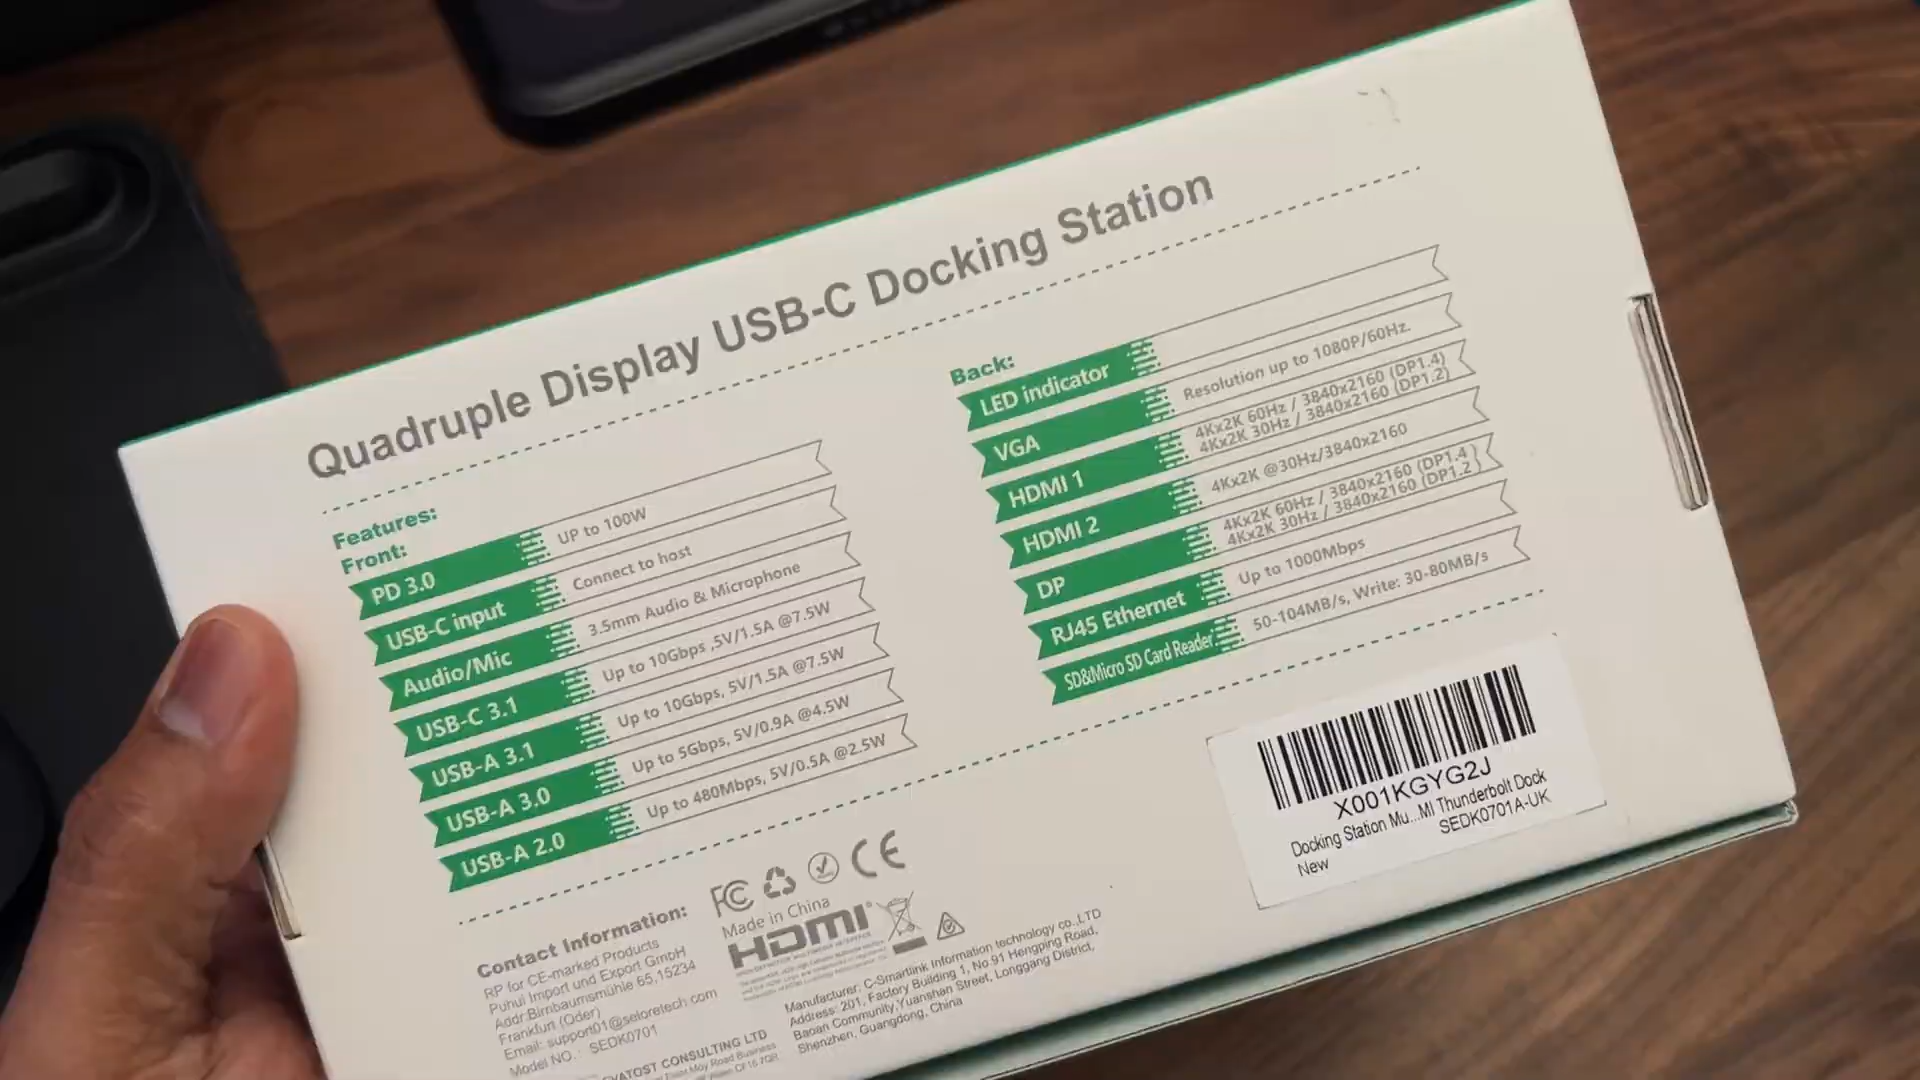 Quadruple Display USB-C Docking Station
Features:
Front:
PD 3.0 UP to 100W
USB-C input Connect to host
Audio/Mic 3.5mm Audio & Microphone
USB-C 3.1 Up to 10Gbps ,5V/1.5A @7.5W
USB-A 3.1 Up to 10Gbps, 5V/1.5A @7.5W
USB-A 3.0 Up to 5Gbps, 5V/0.9A @4.5W
USB-A 2.0 Up to 480Mbps, 5V/0.5A @2.5W
Back:
LED indicator
VGA Resolution up to 1080P/60Hz.
HDMI 1 4Kx2K 60Hz / 3840x2160 (DP1.4)
4Kx2K 30Hz / 3840x2160 (DP1.2)
HDMI 2 4Kx2K @30Hz/3840x2160
DP 4Kx2K 60Hz / 3840x2160 (DP1.4)
4Kx2K 30Hz / 3840x2160 (DP1.2)
RJ45 Ethernet Up to 1000Mbps
SD&Micro SD Card Reader 50-104MB/s, Write: 30-80MB/s
X001KGYG2J
Docking Station Mu...MI Thunderbolt Dock
New SEDK0701A-UK
Contact Information:
RP for CE-marked Products
Puhui Import und Export GmbH
Addr:Birnbaumsmühle 65,15234
Frankfurt (Oder)
Email: support01@seloretech.com
Model NO.: SEDK0701
FC CE
Made in China
HDMI
Manufacturer: C-Smartlink Information technology co.,LTD
Address: 201, Factory Building 1, No.91 Hengping Road,
Baoan Community,Yuanshan Street, Longgang District,
Shenzhen, Guangdong, China
CONSULTING LTD
Moy Road Business